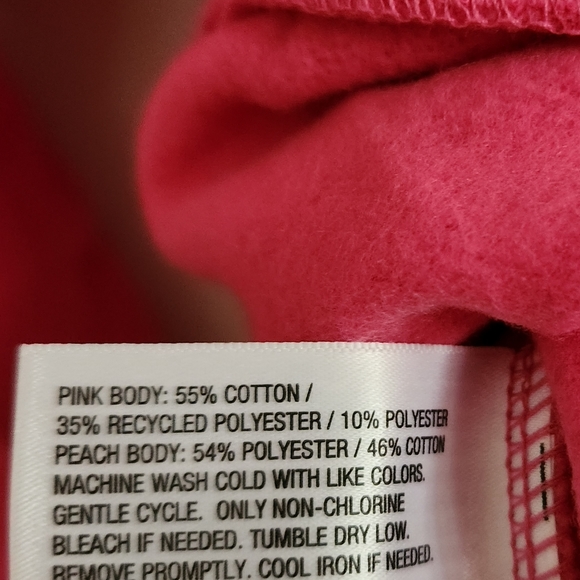 PINK BODY: 55% COTTON /
35% RECYCLED POLYESTER / 10% POLYESTER
PEACH BODY: 54% POLYESTER / 46% COTTON
MACHINE WASH COLD WITH LIKE COLORS.
GENTLE CYCLE. ONLY NON-CHLORINE
BLEACH IF NEEDED. TUMBLE DRY LOW.
REMOVE PROMPTLY. COOL IRON IF NEEDED.